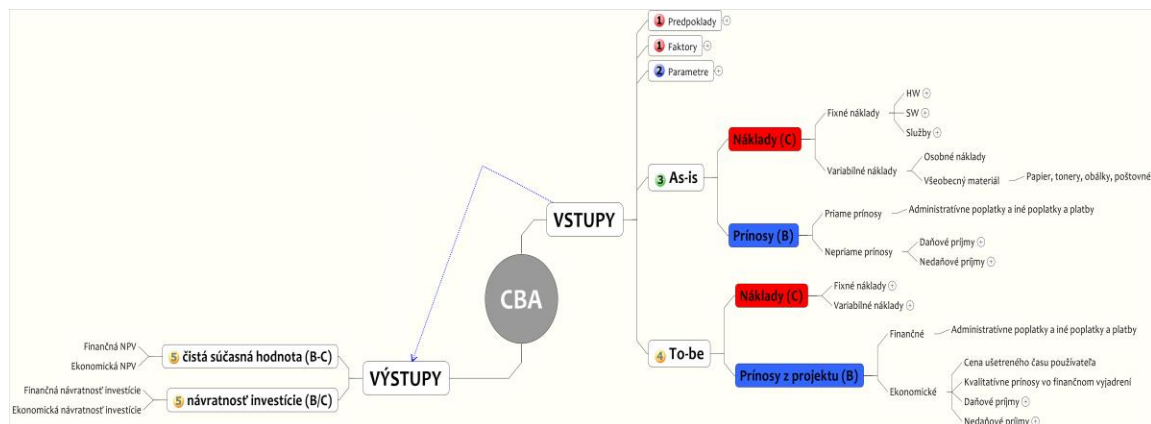 1 Predpoklady
1 Faktory
2 Parametre
HW
Fixné náklady
SW
Náklady (C)
Služby
Osobné náklady
Variabilné náklady
Všeobecný materiál
Papier, tonery, obálky, poštovné
3 As-is
VSTUPY
Priame prínosy
Administratívne poplatky a iné poplatky a platby
Prínosy (B)
Daňové príjmy
Nepriame prínosy
Nedaňové príjmy
CBA
Náklady (C)
Fixné náklady
Variabilné náklady
4 To-be
Finančné
Administratívne poplatky a iné poplatky a platby
Prínosy z projektu (B)
Cena ušetreného času používateľa
Kvalitatívne prínosy vo finančnom vyjadrení
Ekonomické
Daňové príjmy
Nedaňové príjmy
VÝSTUPY
5 čistá súčasná hodnota (B-C)
Finančná NPV
Ekonomická NPV
5 návratnosť investície (B/C)
Finančná návratnosť investície
Ekonomická návratnosť investície